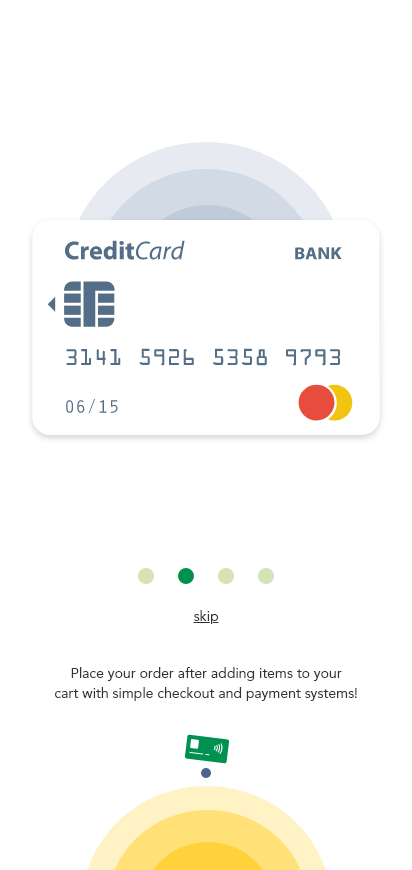 CreditCard
BANK
3141 5926 5358 9793
06/15
skip
Place your order after adding items to your
cart with simple checkout and payment systems!